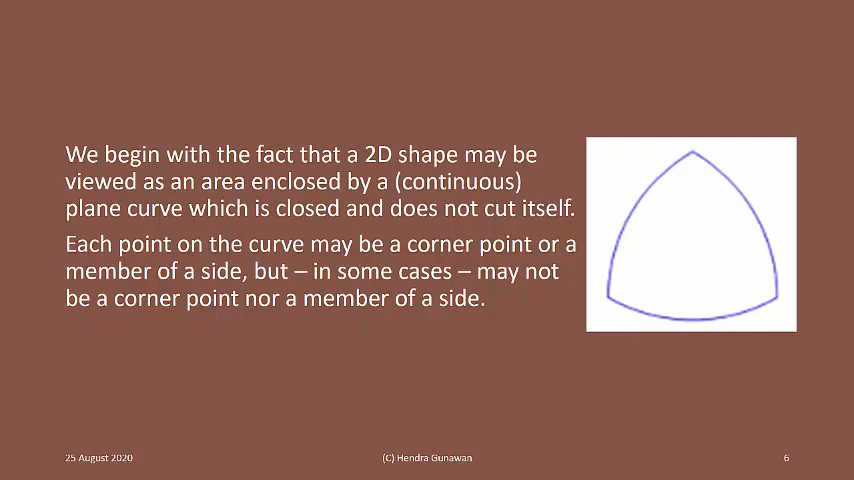 We begin with the fact that a 2D shape may be
viewed as an area enclosed by a (continuous)
plane curve which is closed and does not cut itself.
Each point on the curve may be a corner point or a
member of a side, but – in some cases – may not
be a corner point nor a member of a side.
25 August 2020
(C) Hendra Gunawan
6